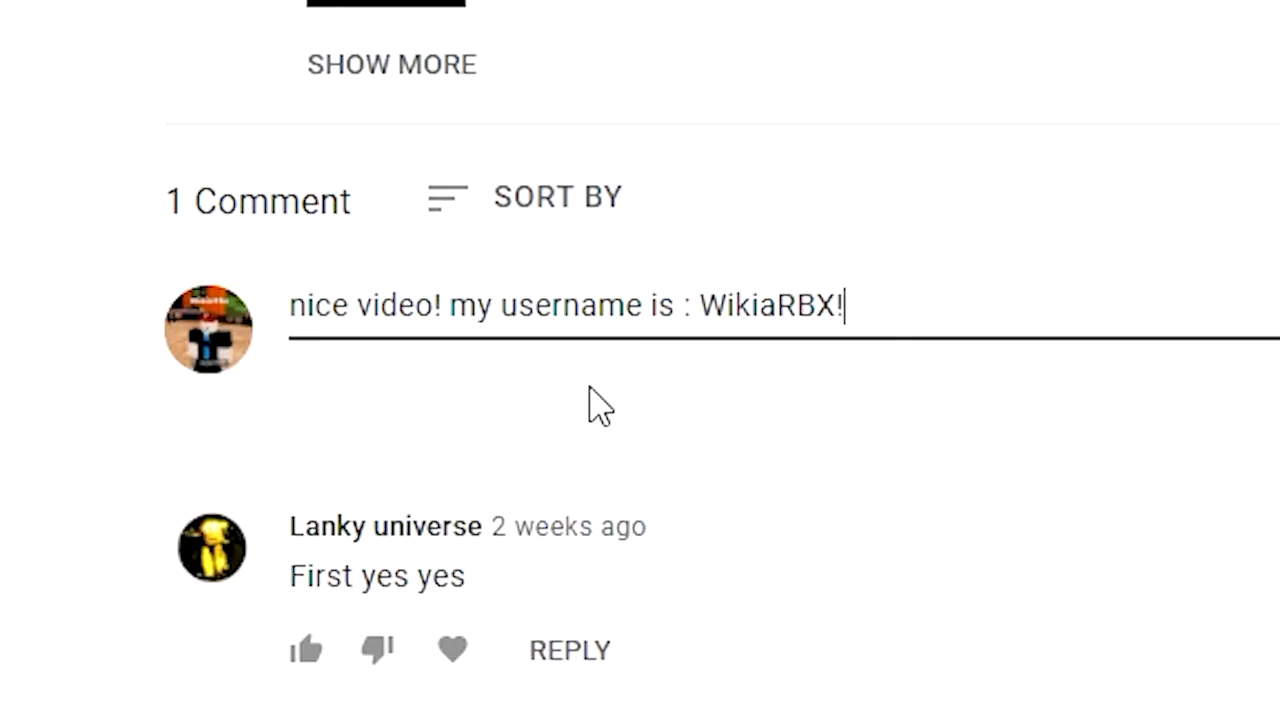 SHOW MORE
1 Comment
SORT BY
nice video! my username is : WikiaRBX!
Lanky universe 2 weeks ago
First yes yes
REPLY